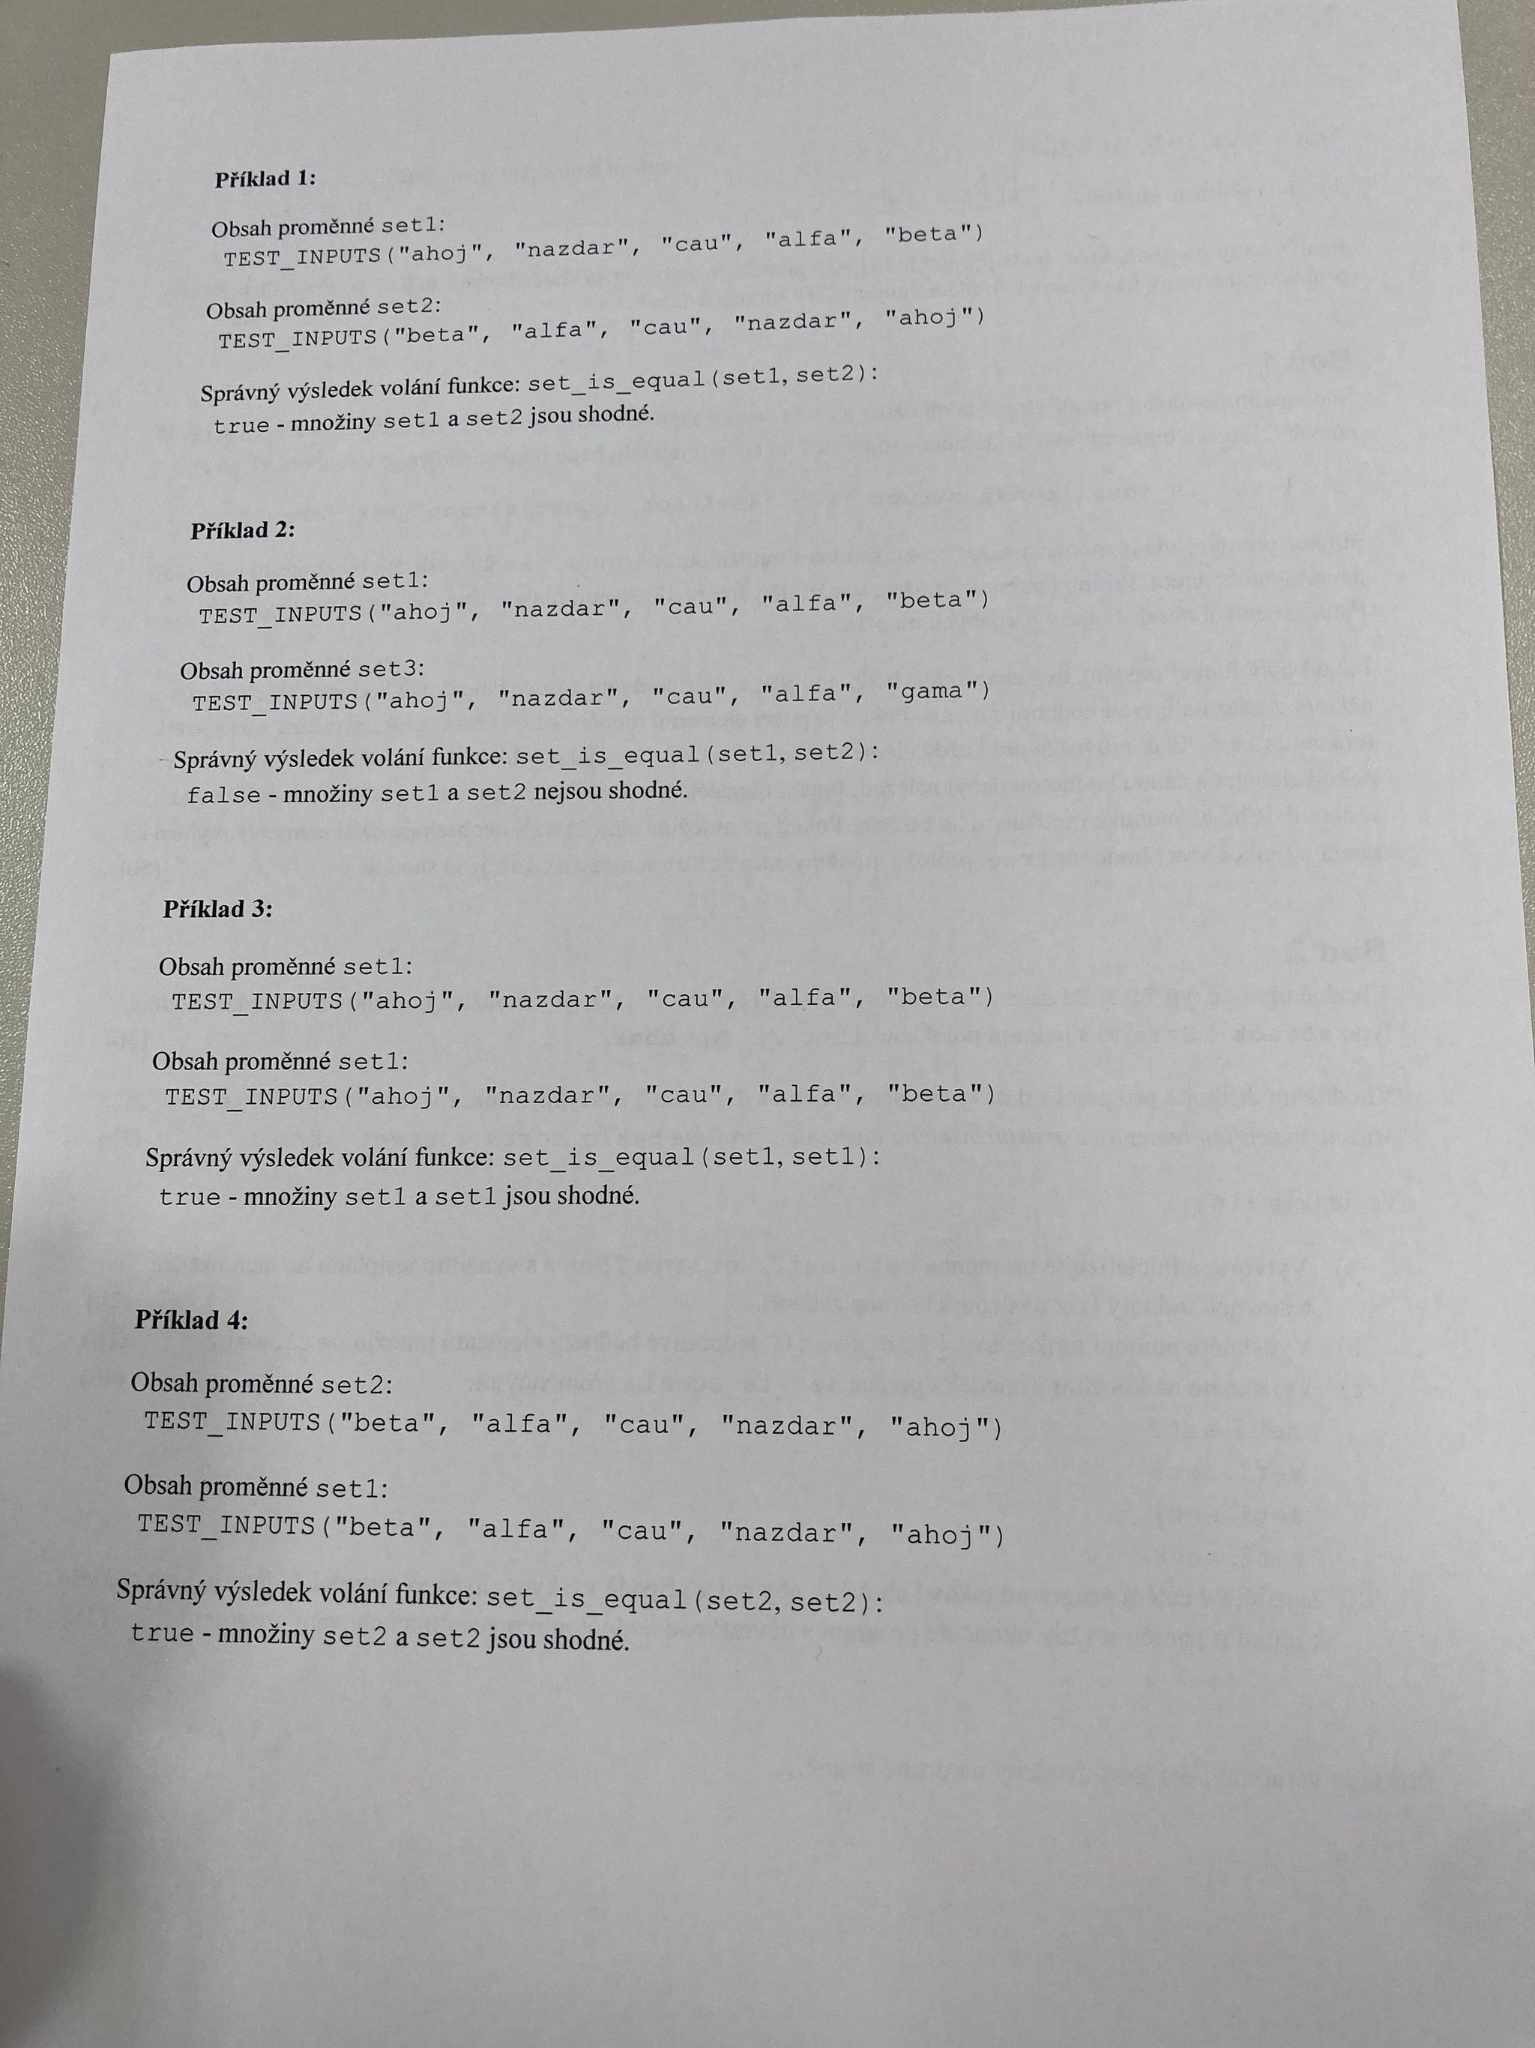 Příklad 1:
Obsah proměnné set1:
TEST_INPUTS("ahoj", "nazdar", "cau", "alfa", "beta")
Obsah proměnné set2:
TEST_INPUTS("beta", "alfa", "cau", "nazdar", "ahoj")
Správný výsledek volání funkce: set_is_equal(set1, set2):
true - množiny set1 a set2 jsou shodné.
Příklad 2:
Obsah proměnné set1:
TEST_INPUTS("ahoj", "nazdar", "cau", "alfa", "beta")
Obsah proměnné set3:
TEST_INPUTS("ahoj", "nazdar", "cau", "alfa", "gama")
Správný výsledek volání funkce: set_is_equal(set1, set2):
false - množiny set1 a set2 nejsou shodné.
Příklad 3:
Obsah proměnné set1:
TEST_INPUTS("ahoj", "nazdar", "cau", "alfa", "beta")
Obsah proměnné set1:
TEST_INPUTS("ahoj", "nazdar", "cau", "alfa", "beta")
Správný výsledek volání funkce: set_is_equal(set1, set1):
true - množiny set1 a set1 jsou shodné.
Příklad 4:
Obsah proměnné set2:
TEST_INPUTS("beta", "alfa", "cau", "nazdar", "ahoj")
Obsah proměnné set1:
TEST_INPUTS("beta", "alfa", "cau", "nazdar", "ahoj")
Správný výsledek volání funkce: set_is_equal(set2, set2):
true - množiny set2 a set2 jsou shodné.